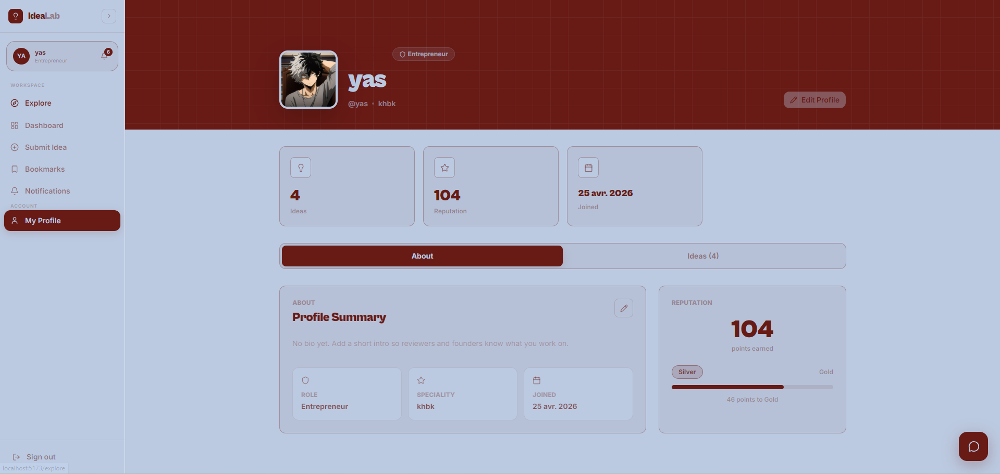 IdeaLab
YA
yas
Entrepreneur
6
WORKSPACE
Explore
Dashboard
Submit Idea
Bookmarks
Notifications
ACCOUNT
My Profile
Sign out
localhost:5173/explore
Entrepreneur
yas
@yas • khbk
Edit Profile
4
Ideas
104
Reputation
25 avr. 2026
Joined
About
Ideas (4)
ABOUT
Profile Summary
No bio yet. Add a short intro so reviewers and founders know what you work on.
ROLE
Entrepreneur
SPECIALITY
khbk
JOINED
25 avr. 2026
REPUTATION
104
points earned
Silver
Gold
46 points to Gold